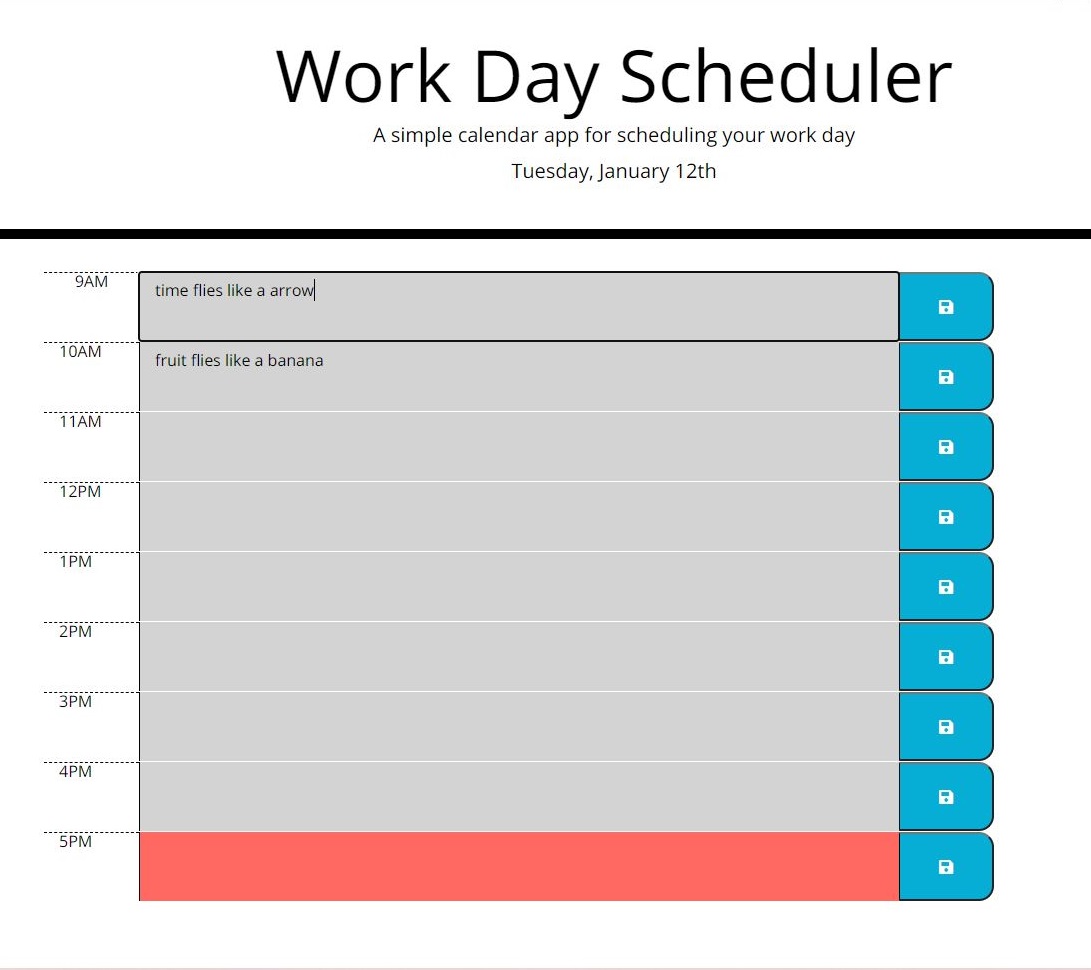 Work Day Scheduler
A simple calendar app for scheduling your work day
Tuesday, January 12th
9AM
time flies like a arrow
10AM
fruit flies like a banana
11AM
12PM
1PM
2PM
3PM
4PM
5PM